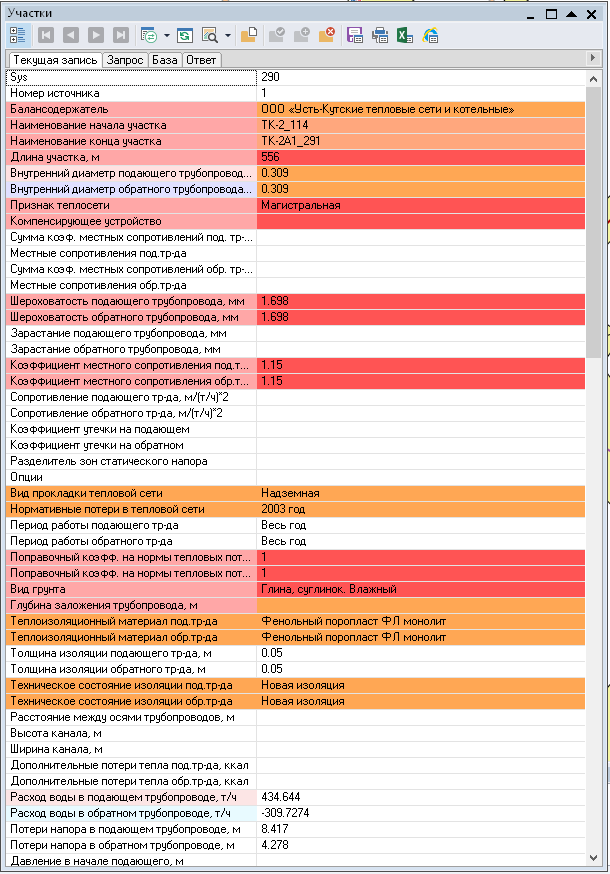 Участки
Текущая запись Запрос База Ответ
Sys 290
Номер источника 1
Балансодержатель ООО «Усть-Кутские тепловые сети и котельные»
Наименование начала участка ТК-2_114
Наименование конца участка ТК-2А1_291
Длина участка, м 556
Внутренний диаметр подающего трубопровод... 0.309
Внутренний диаметр обратного трубопровода... 0.309
Признак теплосети Магистральная
Компенсирующее устройство
Сумма коэф. местных сопротивлений под. тр-...
Местные сопротивления под.тр-да
Сумма коэф. местных сопротивлений обр. тр-...
Местные сопротивления обр.тр-да
Шероховатость подающего трубопровода, мм 1.698
Шероховатость обратного трубопровода, мм 1.698
Зарастание подающего трубопровода, мм
Зарастание обратного трубопровода, мм
Коэффициент местного сопротивления под.т... 1.15
Коэффициент местного сопротивления обр.т... 1.15
Сопротивление подающего тр-да, м/(т/ч)*2
Сопротивление обратного тр-да, м/(т/ч)*2
Коэффициент утечки на подающем
Коэффициент утечки на обратном
Разделитель зон статического напора
Опции
Вид прокладки тепловой сети Надземная
Нормативные потери в тепловой сети 2003 год
Период работы подающего тр-да Весь год
Период работы обратного тр-да Весь год
Поправочный коэфф. на нормы тепловых пот... 1
Поправочный коэфф. на нормы тепловых пот... 1
Вид грунта Глина, суглинок. Влажный
Глубина заложения трубопровода, м
Теплоизоляционный материал под.тр-да Фенольный поропласт ФЛ монолит
Теплоизоляционный материал обр.тр-да Фенольный поропласт ФЛ монолит
Толщина изоляции подающего тр-да, м 0.05
Толщина изоляции обратного тр-да, м 0.05
Техническое состояние изоляции под.тр-да Новая изоляция
Техническое состояние изоляции обр.тр-да Новая изоляция
Расстояние между осями трубопроводов, м
Высота канала, м
Ширина канала, м
Дополнительные потери тепла под.тр-да, ккал
Дополнительные потери тепла обр.тр-да, ккал
Расход воды в подающем трубопроводе, т/ч 434.644
Расход воды в обратном трубопроводе, т/ч -309.7274
Потери напора в подающем трубопроводе, м 8.417
Потери напора в обратном трубопроводе, м 4.278
Давление в начале подающего, м